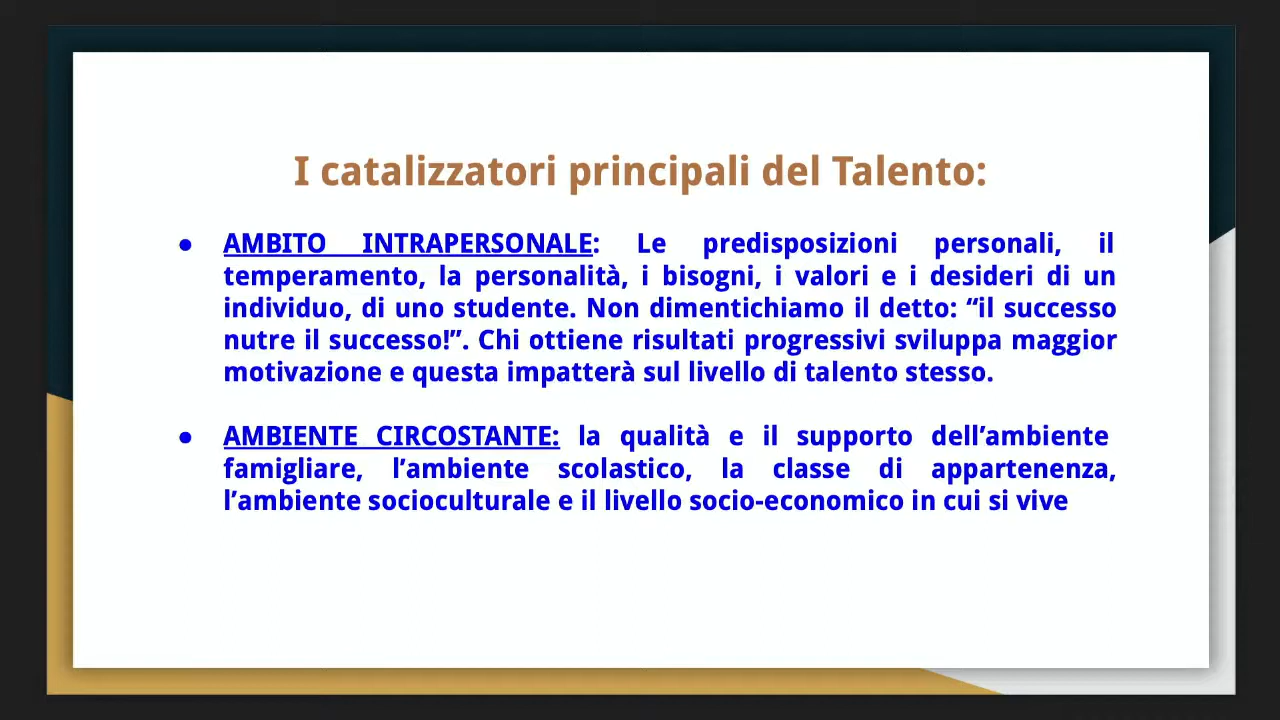 I catalizzatori principali del Talento:
● AMBITO INTRAPERSONALE: Le predisposizioni personali, il
temperamento, la personalità, i bisogni, i valori e i desideri di un
individuo, di uno studente. Non dimentichiamo il detto: “il successo
nutre il successo!”. Chi ottiene risultati progressivi sviluppa maggior
motivazione e questa impatterà sul livello di talento stesso.
● AMBIENTE CIRCOSTANTE: la qualità e il supporto dell’ambiente
famigliare, l’ambiente scolastico, la classe di appartenenza,
l’ambiente socioculturale e il livello socio-economico in cui si vive